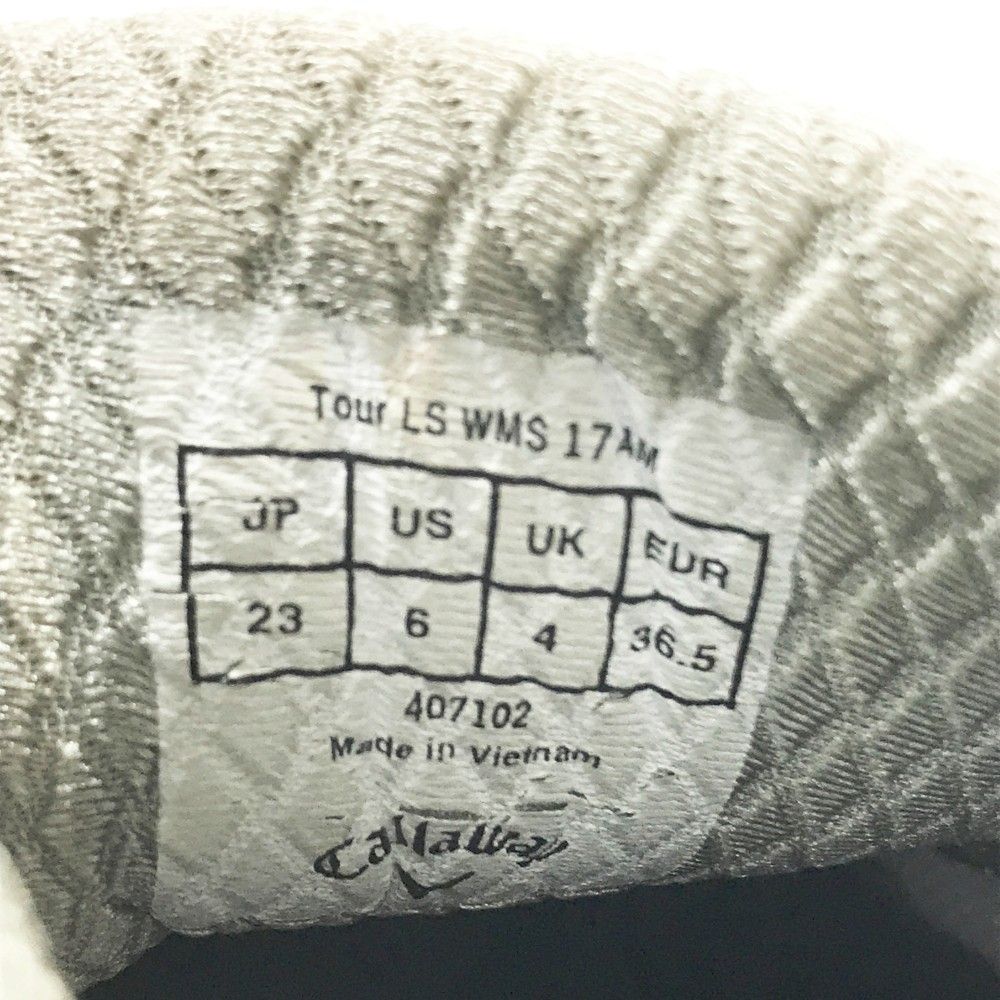 Tour LS WMS 17AM
JP US UK EUR
23 6 4 36.5
407102
Made in Vietnam
Callaway